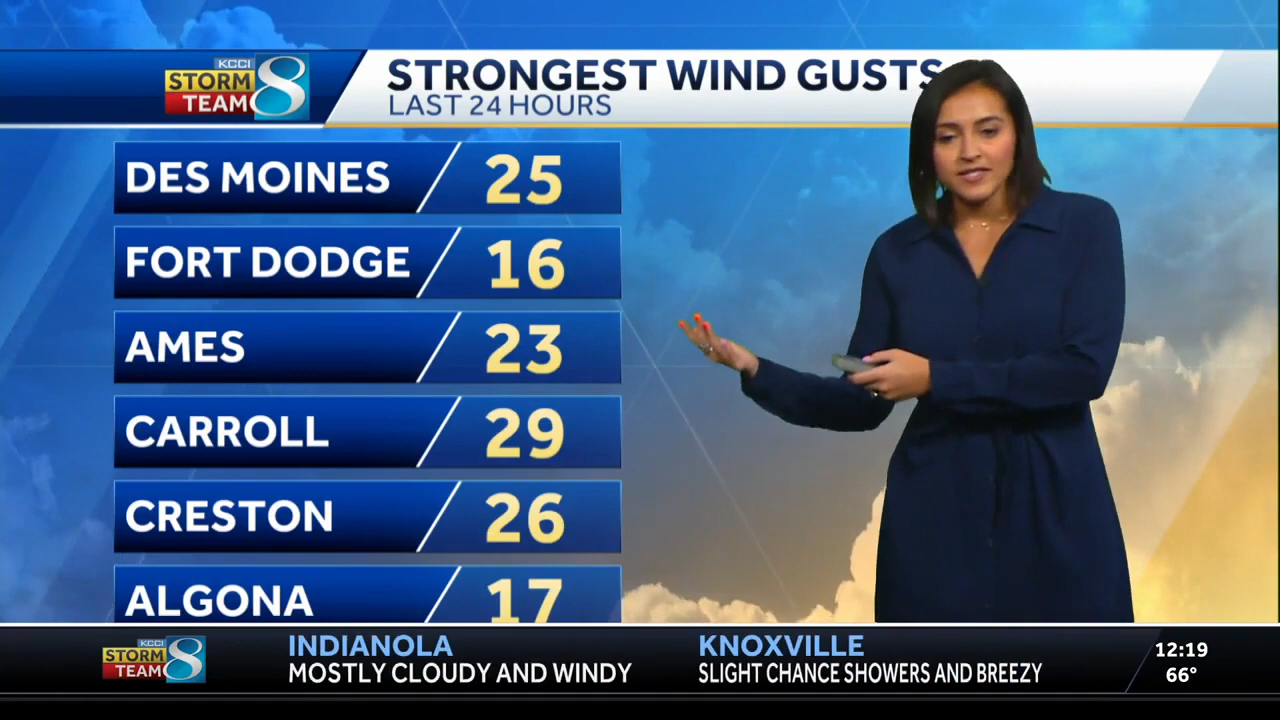 KCCI
STORM
TEAM 8
STRONGEST WIND GUSTS
LAST 24 HOURS
DES MOINES 25
FORT DODGE 16
AMES 23
CARROLL 29
CRESTON 26
ALGONA 17
KCCI
STORM
TEAM 8
INDIANOLA
MOSTLY CLOUDY AND WINDY
KNOXVILLE
SLIGHT CHANCE SHOWERS AND BREEZY
12:19
66°